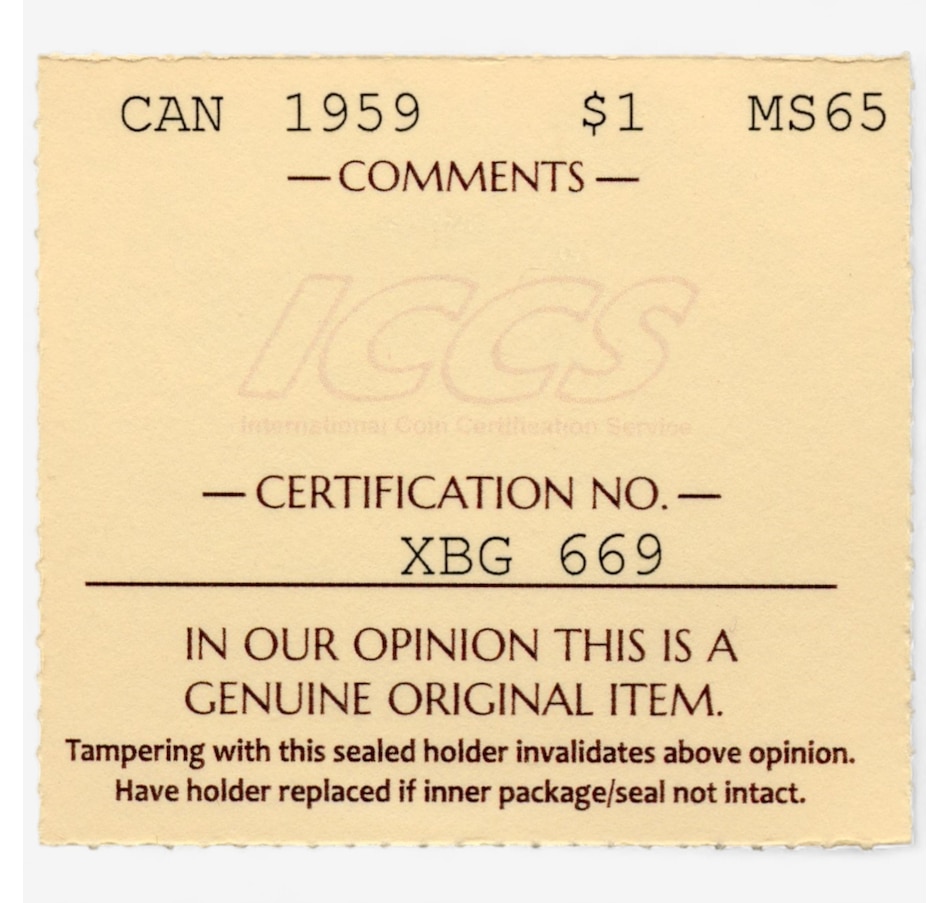 CAN 1959 $1 MS65
— COMMENTS —
ICCS
International Coin Certification Service
— CERTIFICATION NO. —
XBG 669
IN OUR OPINION THIS IS A
GENUINE ORIGINAL ITEM.
Tampering with this sealed holder invalidates above opinion.
Have holder replaced if inner package/seal not intact.